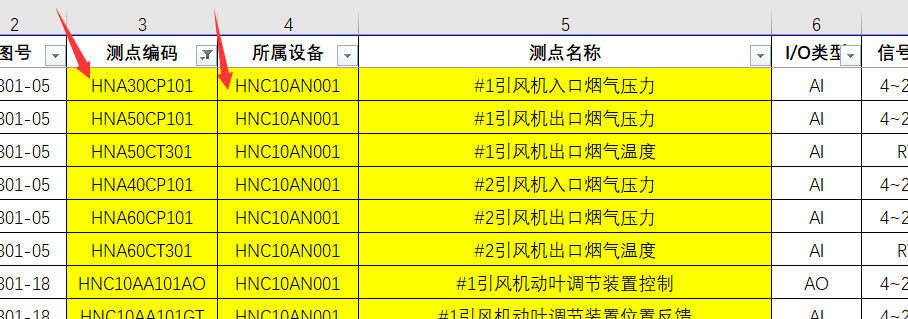 2 3 4 5 6
图号 测点编码 所属设备 测点名称 I/O类型 信号
301-05 HNA30CP101 HNC10AN001 #1引风机入口烟气压力 AI 4~2
301-05 HNA50CP101 HNC10AN001 #1引风机出口烟气压力 AI 4~2
301-05 HNA50CT301 HNC10AN001 #1引风机出口烟气温度 AI R
301-05 HNA40CP101 HNC10AN001 #2引风机入口烟气压力 AI 4~2
301-05 HNA60CP101 HNC10AN001 #2引风机出口烟气压力 AI 4~2
301-05 HNA60CT301 HNC10AN001 #2引风机出口烟气温度 AI R
301-18 HNC10AA101AO HNC10AN001 #1引风机动叶调节装置控制 AO 4~2
301-18 HNC10AA101GT HNC10AN001 #1引风机动叶调节装置位置反馈 AI 4~2